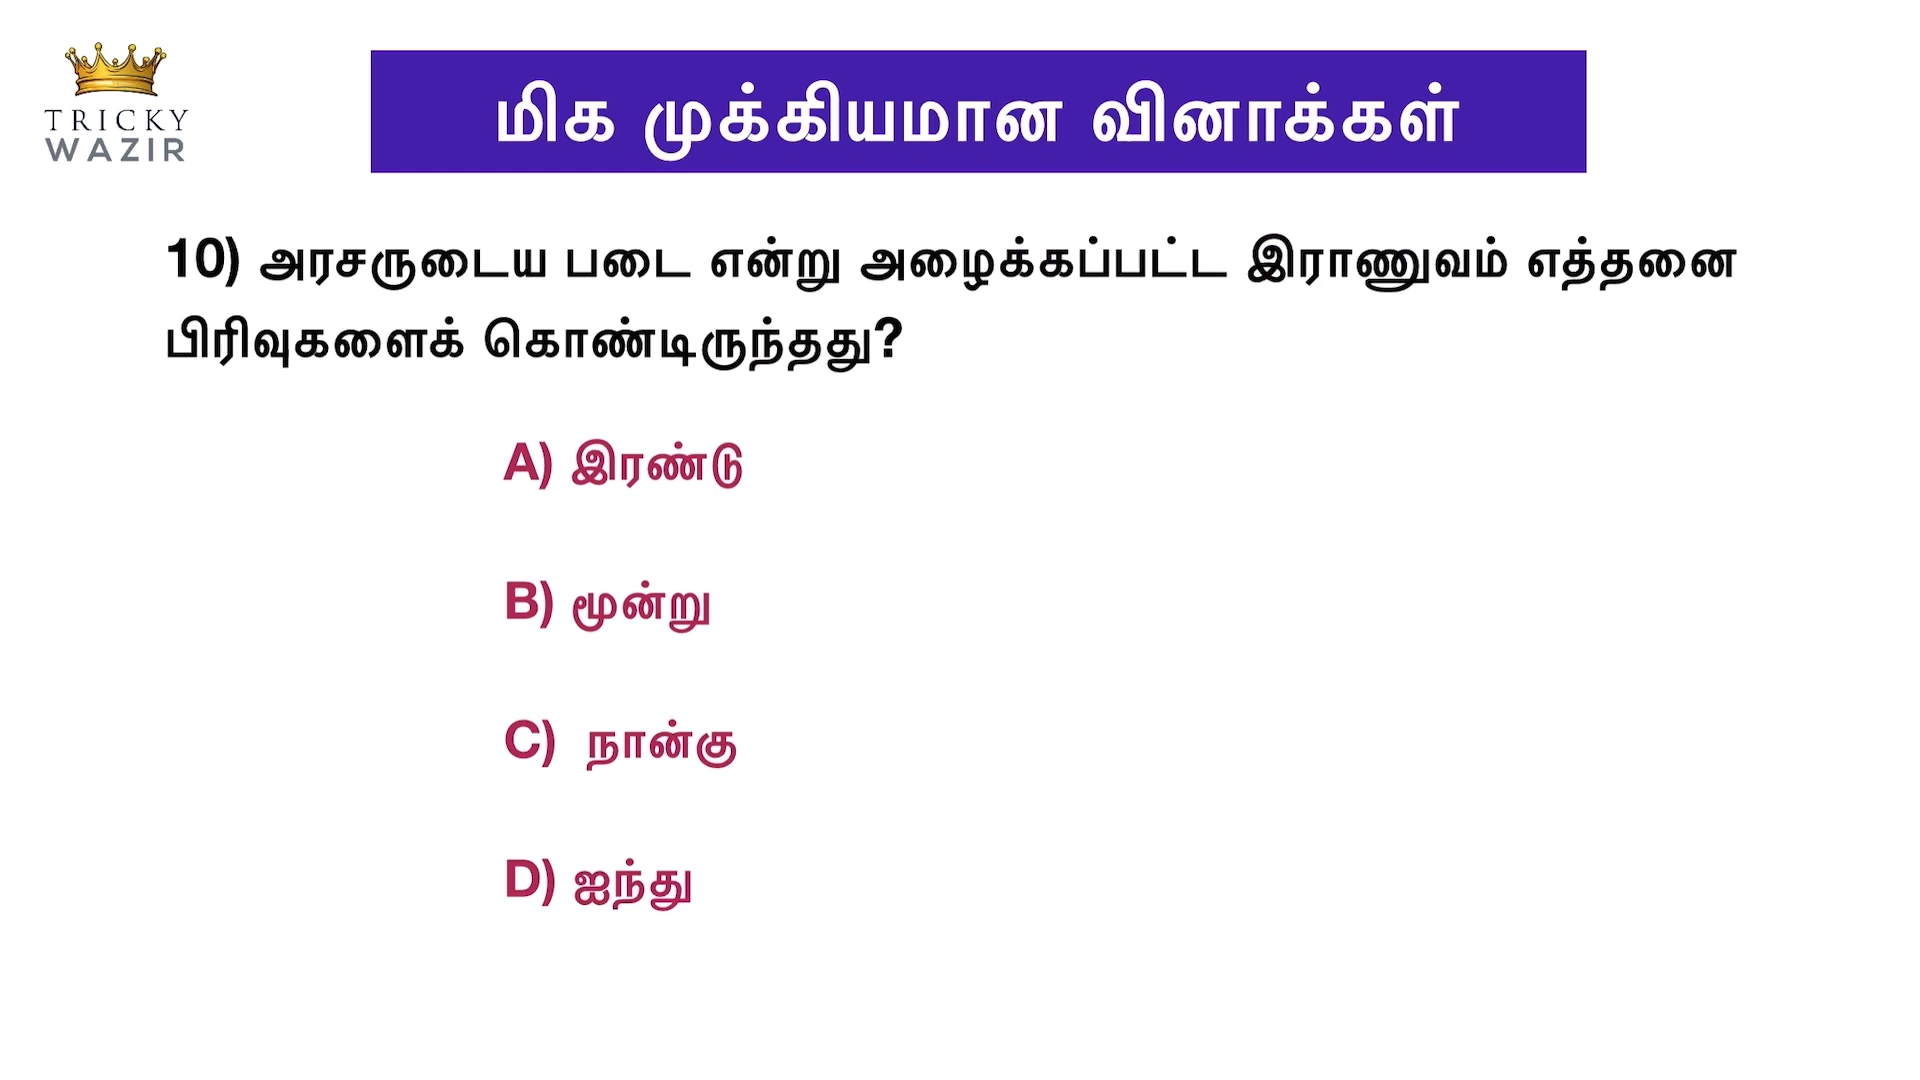 TRICKY
WAZIR
மிக முக்கியமான வினாக்கள்
10) அரசருடைய படை என்று அழைக்கப்பட்ட இராணுவம் எத்தனை
பிரிவுகளைக் கொண்டிருந்தது?
A) இரண்டு
B) மூன்று
C) நான்கு
D) ஐந்து